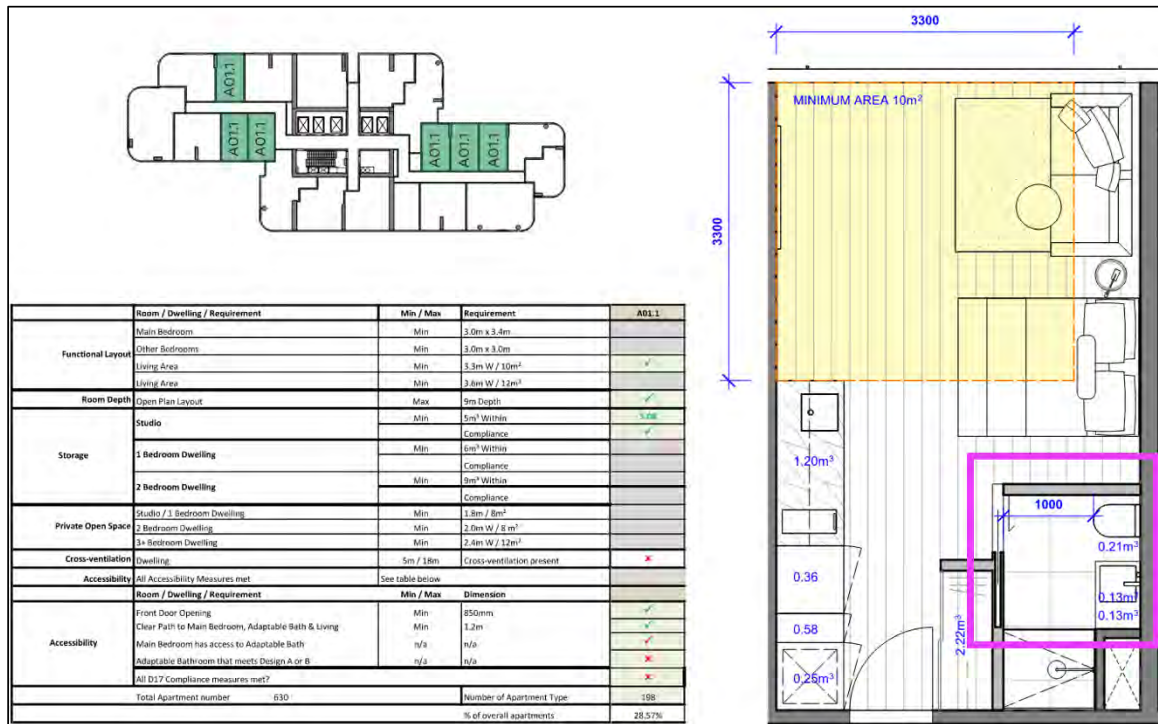 A01.1
A01.1
A01.1
A01.1
A01.1
A01.1
3300
3300
MINIMUM AREA 10m²
1.20m³
0.36
0.58
0.25m³
2.22m³
1000
0.21m³
0.13m³
0.13m³
Room / Dwelling / Requirement Min / Max Requirement A01.1
Functional Layout
Main Bedroom Min 3.0m x 3.4m
Other Bedrooms Min 3.0m x 3.0m
Living Area Min 3.3m W / 10m² ✓
Living Area Min 3.6m W / 12m²
Room Depth Open Plan Layout Max 9m Depth ✓
Storage
Studio Min 5m³ Within 5.08
Compliance ✓
1 Bedroom Dwelling Min 6m³ Within
Compliance
2 Bedroom Dwelling Min 9m³ Within
Compliance
Private Open Space
Studio / 1 Bedroom Dwelling Min 1.8m / 8m²
2 Bedroom Dwelling Min 2.0m W / 8 m²
3+ Bedroom Dwelling Min 2.4m W / 12m²
Cross-ventilation Dwelling 5m / 18m Cross-ventilation present ×
Accessibility All Accessibility Measures met See table below
Room / Dwelling / Requirement Min / Max Dimension
Accessibility
Front Door Opening Min 850mm ✓
Clear Path to Main Bedroom, Adaptable Bath & Living Min 1.2m ✓
Main Bedroom has access to Adaptable Bath n/a n/a ✓
Adaptable Bathroom that meets Design A or B n/a n/a ×
All D17 Compliance measures met? ×
Total Apartment number 630 Number of Apartment Type 198
% of overall apartments 28.57%